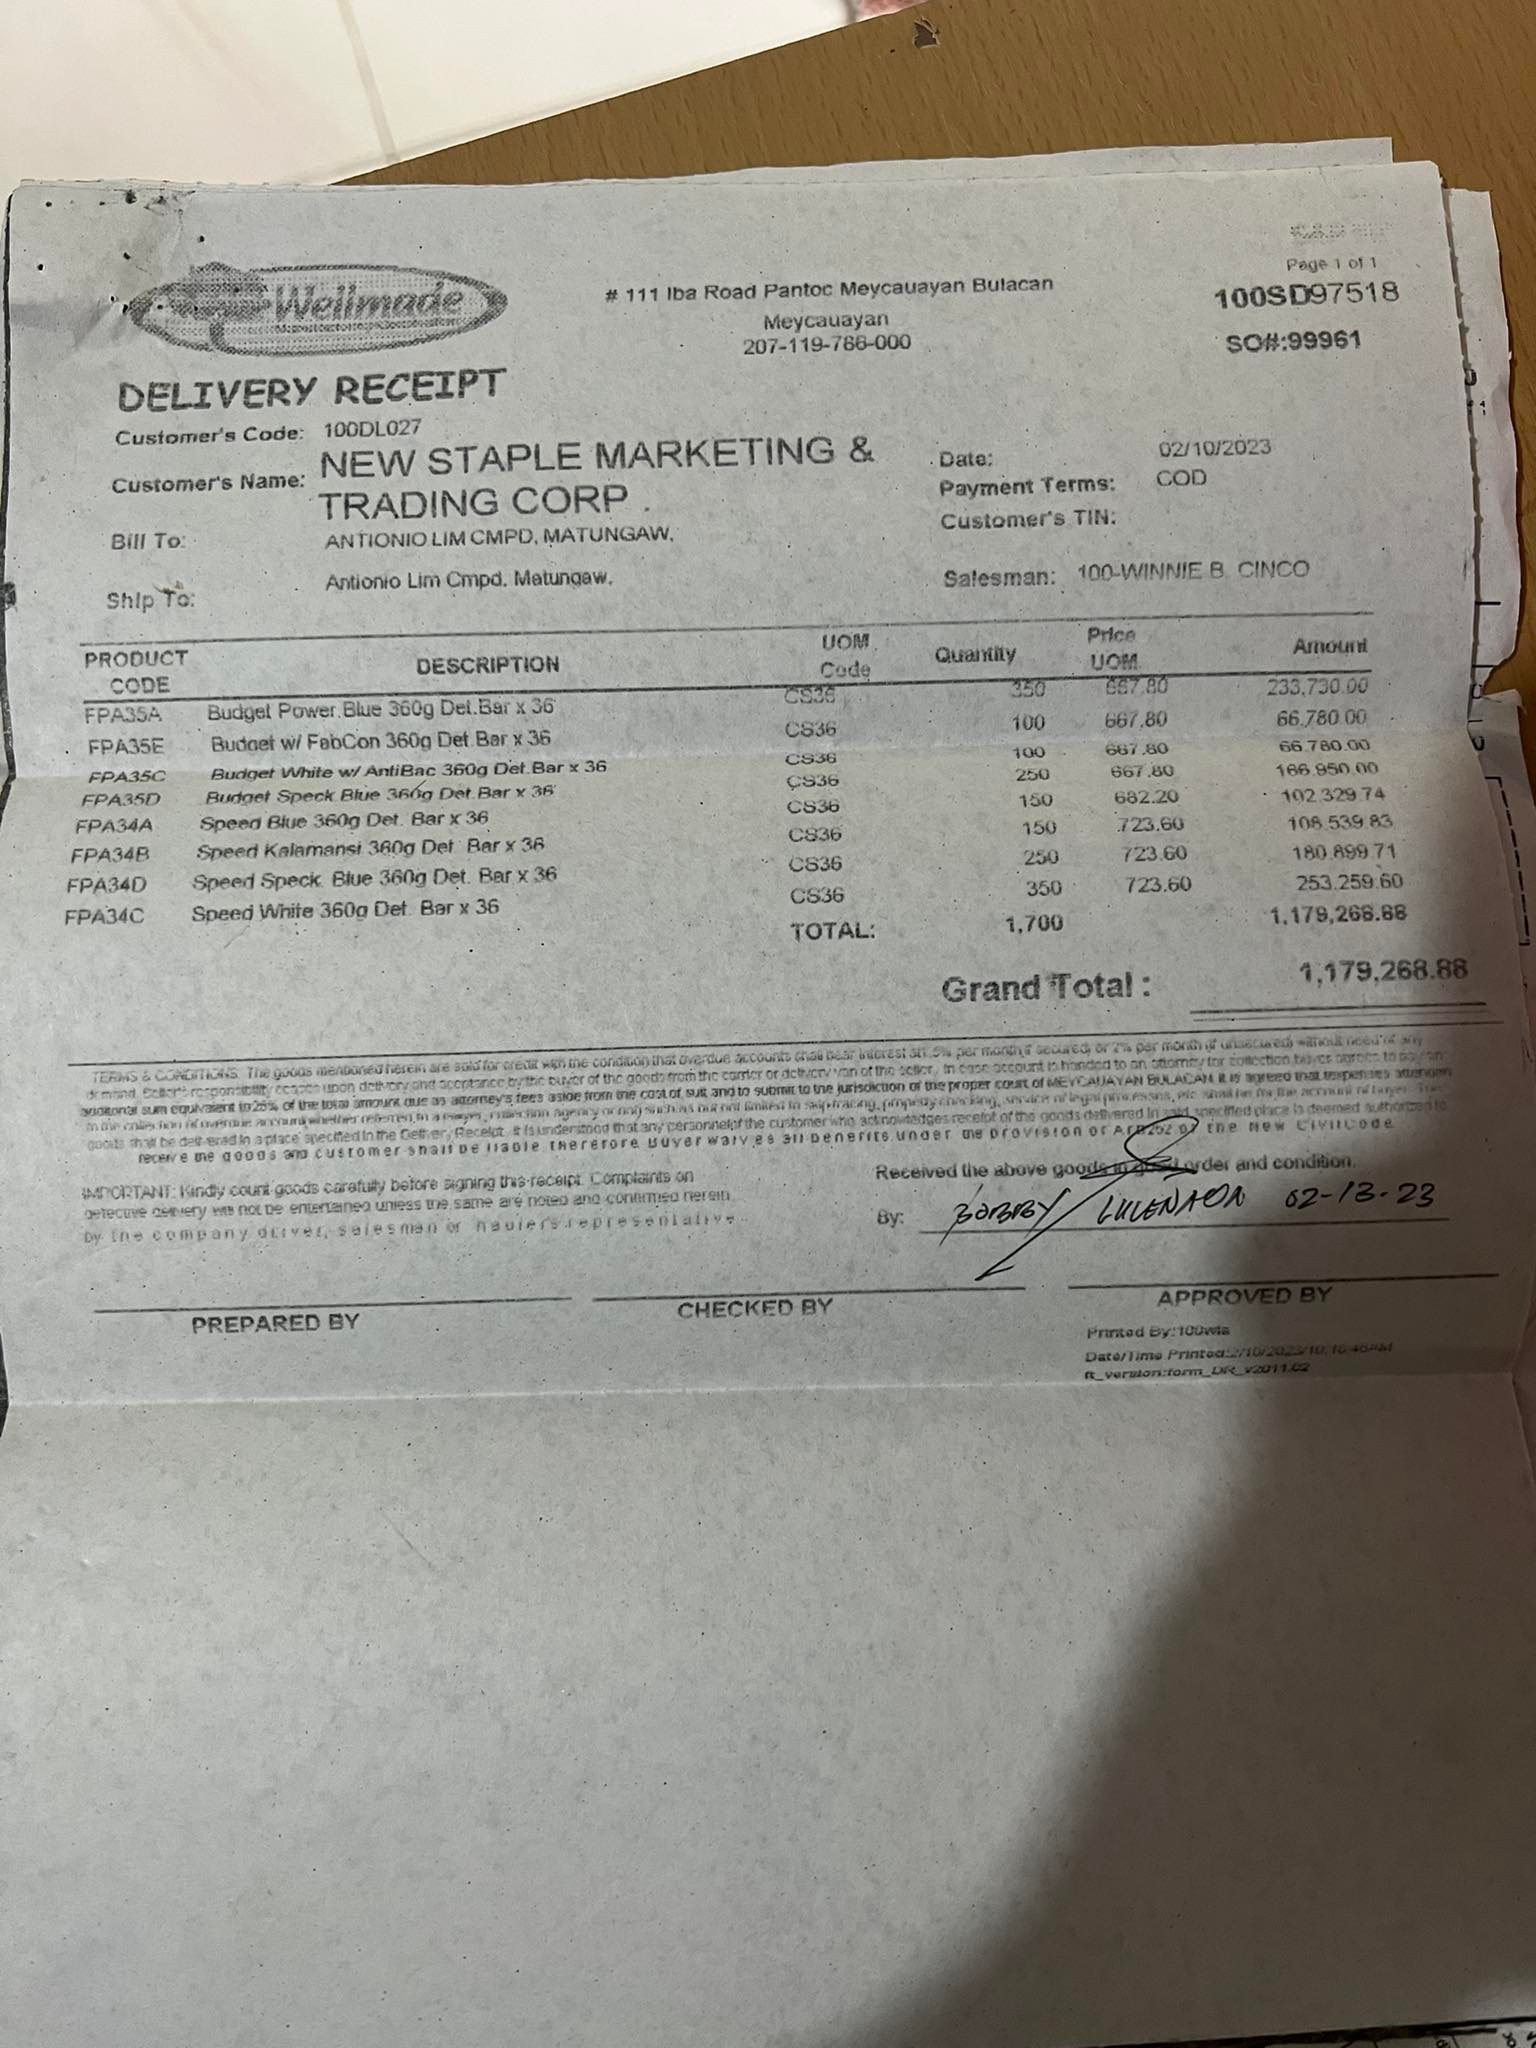 Page 1 of 1
Wellmade
# 111 Iba Road Pantoc Meycauayan Bulacan
Meycauayan
207-119-786-000
100SD97518
SO#:99961
DELIVERY RECEIPT
Customer's Code: 100DL027
Customer's Name: NEW STAPLE MARKETING &
TRADING CORP .
Bill To: ANTIONIO LIM CMPD, MATUNGAW,
Ship To: Antionio Lim Cmpd, Matungaw,
Date: 02/10/2023
Payment Terms: COD
Customer's TIN:
Salesman: 100-WINNIE B. CINCO
PRODUCT CODE DESCRIPTION UOM Code Quantity Price UOM Amount
FPA35A Budget Power Blue 360g Det.Bar x 36 CS36 350 667.80 233,730.00
FPA35E Budget w/ FabCon 360g Det.Bar x 36 CS36 100 667.80 66,780.00
FPA35C Budget White w/ AntiBac 360g Det.Bar x 36 CS36 100 667.80 66,780.00
FPA35D Budget Speck Blue 360g Det.Bar x 36 CS36 250 667.80 166,950.00
FPA34A Speed Blue 360g Det. Bar x 36 CS36 150 682.20 102,329.74
FPA34B Speed Kalamansi 360g Det. Bar x 36 CS36 150 723.60 108,539.83
FPA34D Speed Speck Blue 360g Det. Bar x 36 CS36 250 723.60 180,899.71
FPA34C Speed White 360g Det. Bar x 36 CS36 350 723.60 253,259.60
TOTAL: 1,700 1,179,268.88
Grand Total : 1,179,268.88
TERMS & CONDITIONS. The goods mentioned herein are sold for credit with the condition that overdue accounts shall bear interest at per month (if secured) or 2% per month (if unsecured) without need of any
demand. Seller's responsibility ceases upon delivery and acceptance by the buyer of the goods from the carrier or delivery van of the seller. In case account is handed to an attorney for collection buyer agrees to pay an
additonal sum equivalent to 25% of the total amount due as attorney's fees aside from the cost of suit and to submit to the jurisdiction of the proper court of MEYCAUAYAN BULACAN. It is agreed that
in the collection of overdue account whether referred to a lawyer, collection agency or such as but not limited to skip tracing, property checking, service of legal processes, etc shall be for the account of buyer. The
goods shall be delivered in a place specified in the Delivery Receipt. It is understood that any personnel of the customer who acknowledges receipt of the goods delivered in said specified place is deemed authorized to
receive the goods and customer shall be liable therefore Buyer waives all benefits under the provision of of the New Civil Code
IMPORTANT: Kindly count goods carefully before signing this receipt. Complaints on
defective delivery will not be entertained unless the same are noted and confirmed herein
by the company driver, salesman or haulers representative.
Received the above goods in good order and condition.
By: BOBBY 02-13-23
PREPARED BY
CHECKED BY
APPROVED BY
Printed By:100wla
Date/Time Printed:2/10/2023/10
ft_version:form_DR_v2011.02